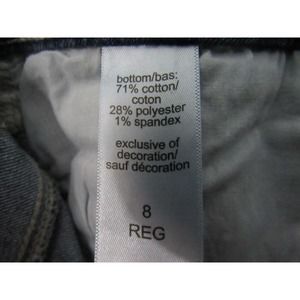 bottom/bas:
71% cotton/
coton
28% polyester
1% spandex
exclusive of
decoration/
sauf décoration
8
REG